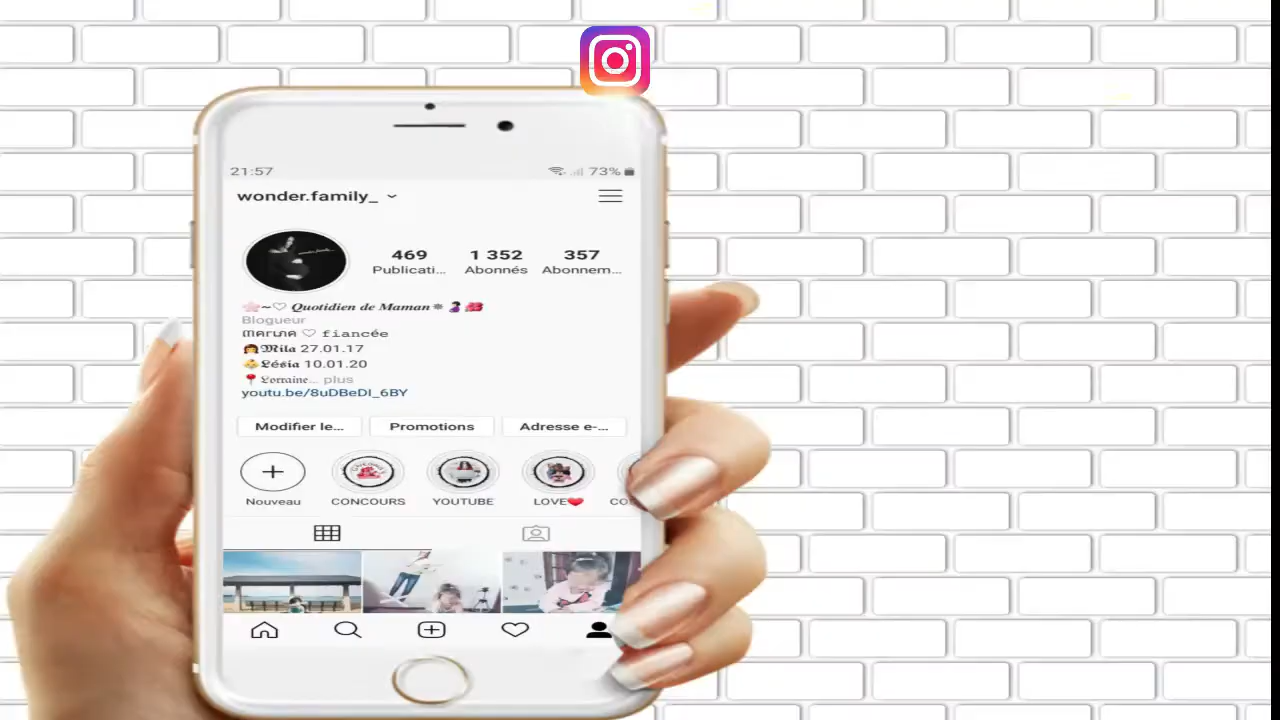 21:57 73%
wonder.family_
469 1 352 357
Publicati... Abonnés Abonnem...
🌸~♡ Quotidien de Maman
Blogueur
marina ♡ fiancée
👩Mila 27.01.17
👶Lésia 10.01.20
📍Lorraine... plus
youtu.be/8uDBeDI_6BY
Modifier le... Promotions Adresse e-...
Nouveau CONCOURS YOUTUBE LOVE❤ CO